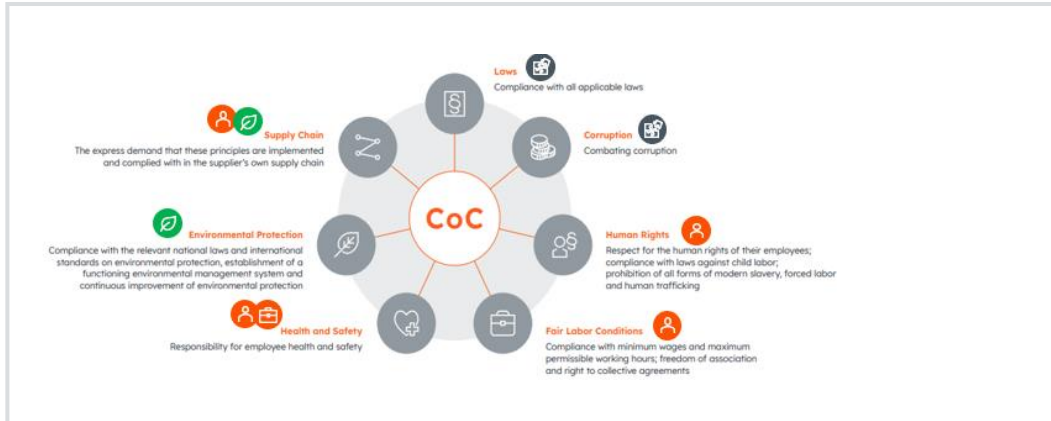 Laws
Compliance with all applicable laws
Corruption
Combating corruption
Supply Chain
The express demand that these principles are implemented
and complied with in the supplier's own supply chain
CoC
Environmental Protection
Compliance with the relevant national laws and international
standards on environmental protection, establishment of a
functioning environmental management system and
continuous improvement of environmental protection
Human Rights
Respect for the human rights of their employees;
compliance with laws against child labor;
prohibition of all forms of modern slavery, forced labor
and human trafficking
Health and Safety
Responsibility for employee health and safety
Fair Labor Conditions
Compliance with minimum wages and maximum
permissible working hours; freedom of association
and right to collective agreements